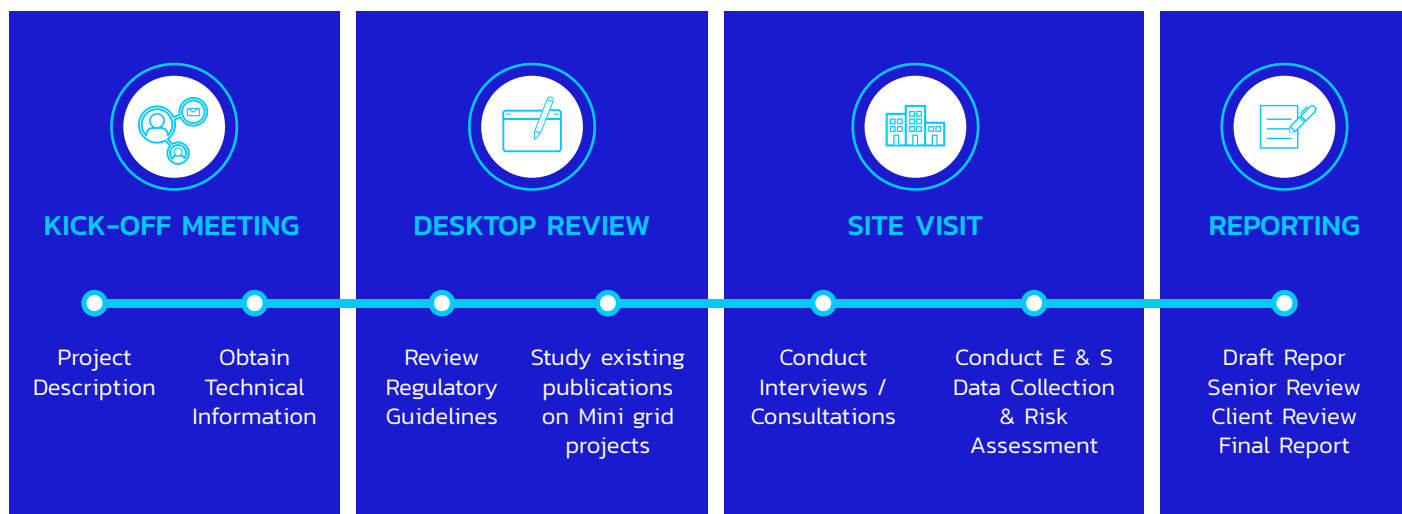 KICK-OFF MEETING
Project
Description
Obtain
Technical
Information
DESKTOP REVIEW
Review
Regulatory
Guidelines
Study existing
publications
on Mini grid
projects
SITE VISIT
Conduct
Interviews /
Consultations
Conduct E & S
Data Collection
& Risk
Assessment
REPORTING
Draft Repor
Senior Review
Client Review
Final Report